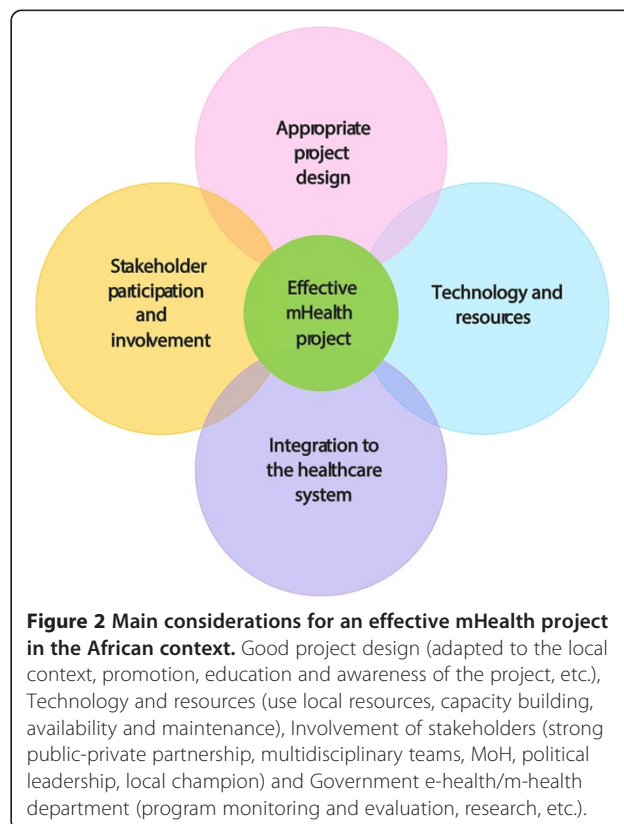 Appropriate
project
design
Stakeholder
participation
and
involvement
Effective
mHealth
project
Technology and
resources
Integration to
the healthcare
system
Figure 2 Main considerations for an effective mHealth project
in the African context. Good project design (adapted to the local
context, promotion, education and awareness of the project, etc.),
Technology and resources (use local resources, capacity building,
availability and maintenance), Involvement of stakeholders (strong
public-private partnership, multidisciplinary teams, MoH, political
leadership, local champion) and Government e-health/m-health
department (program monitoring and evaluation, research, etc.).